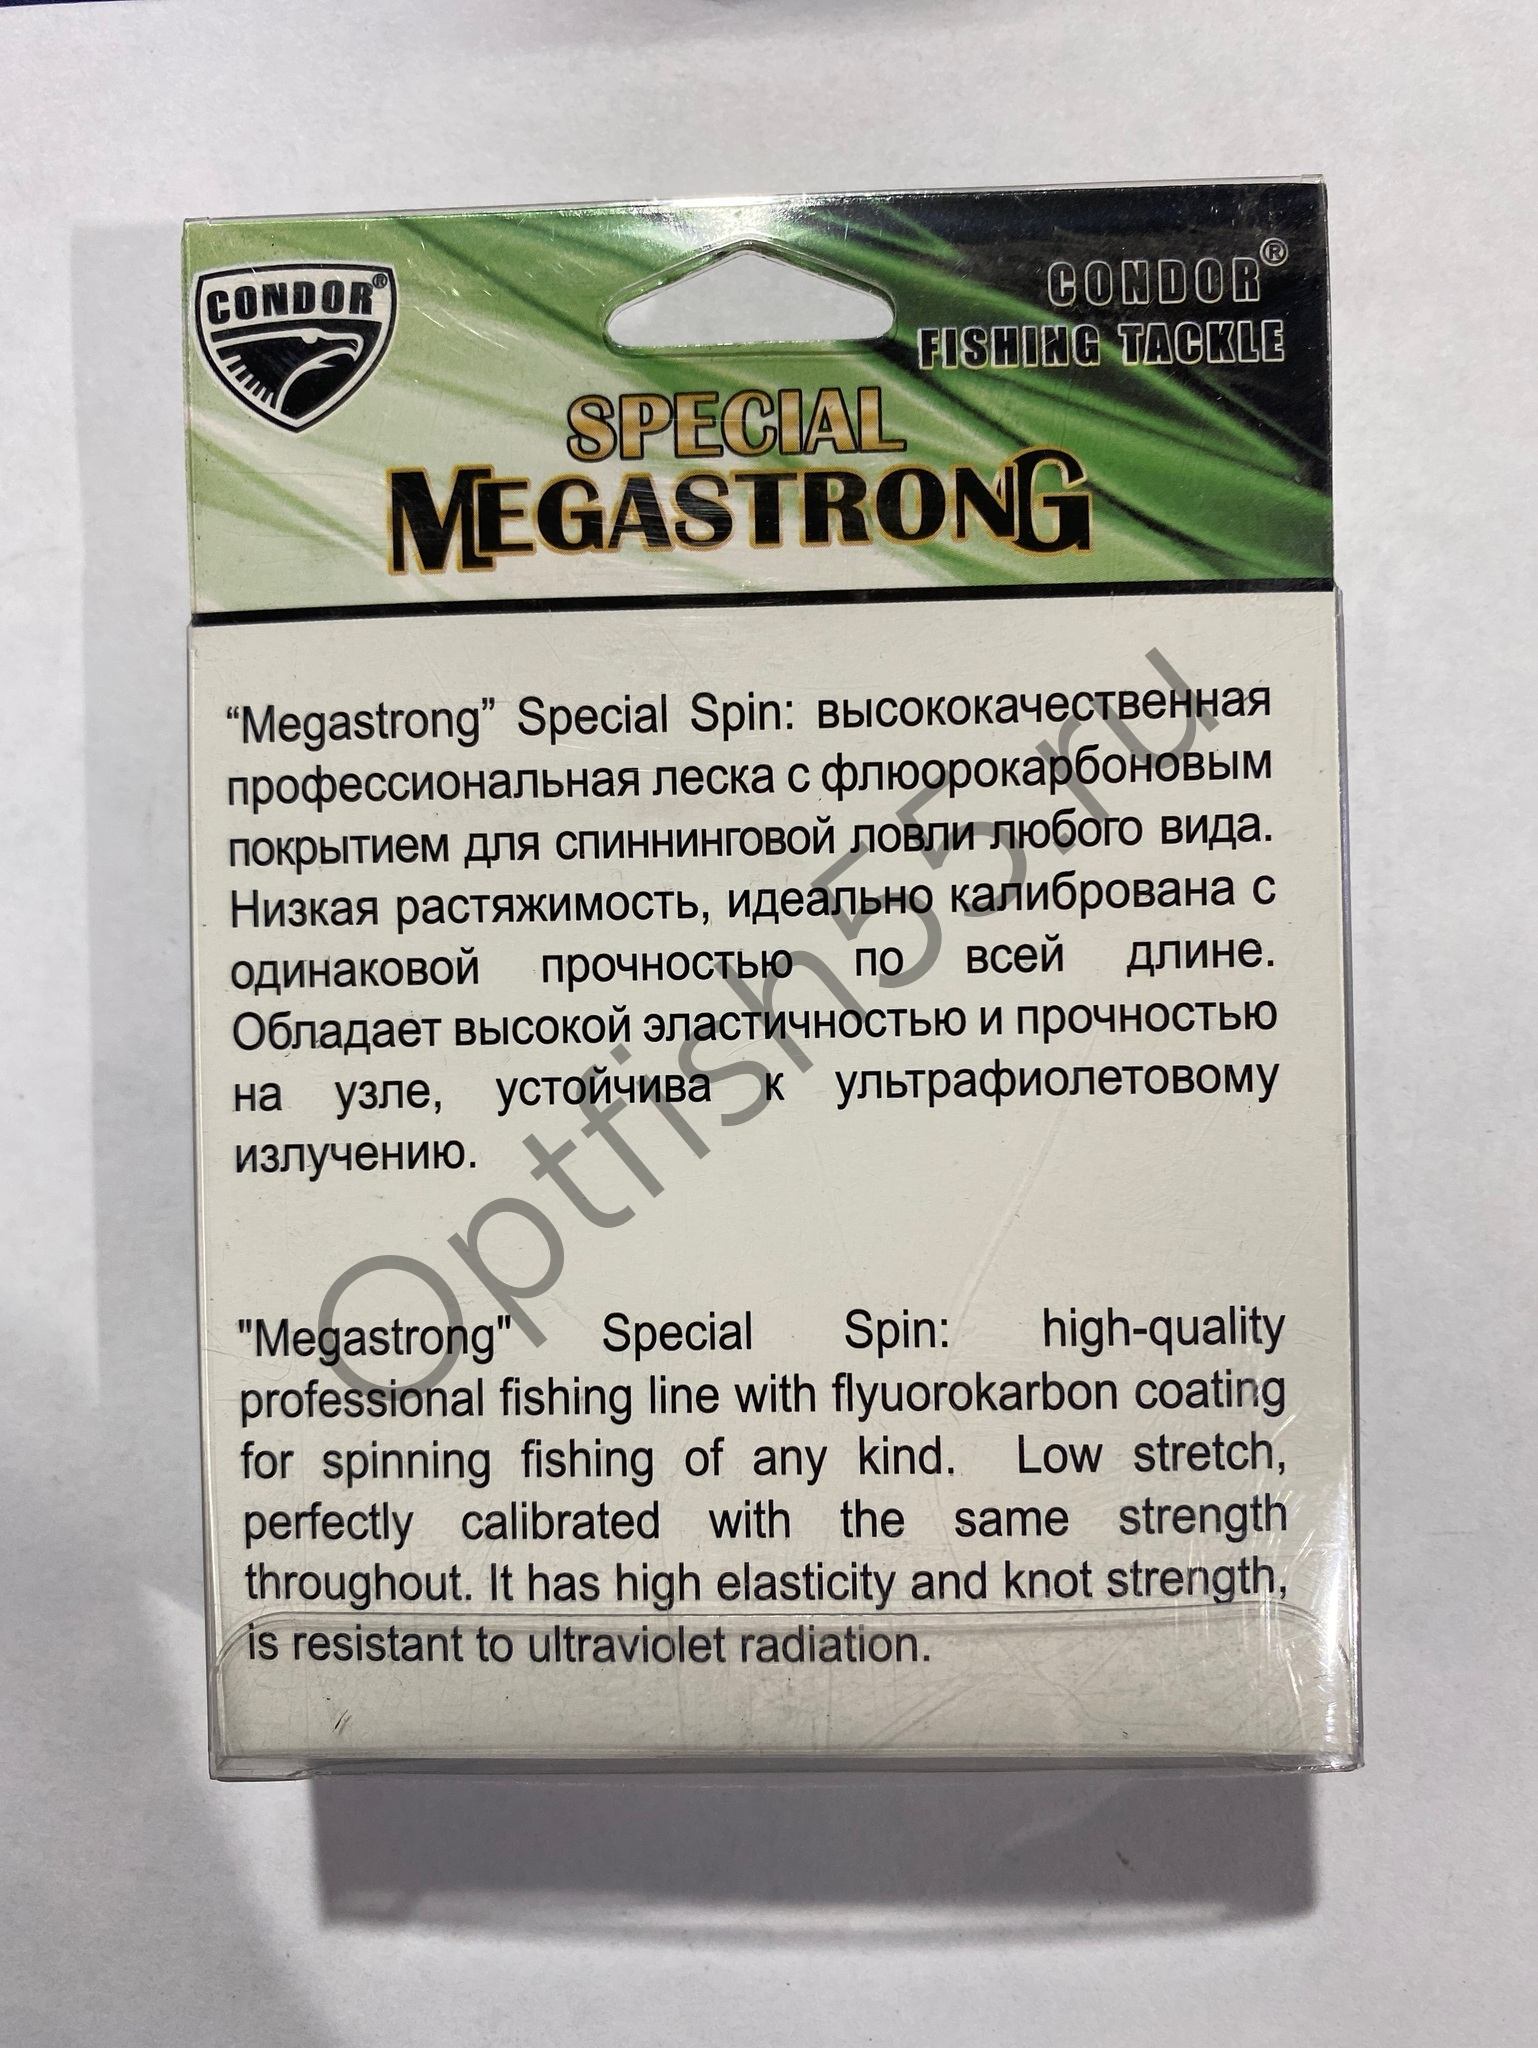 CONDOR®
CONDOR®
FISHING TACKLE
SPECIAL
MEGASTRONG
“Megastrong” Special Spin: высококачественная
профессиональная леска с флюорокарбоновым
покрытием для спиннинговой ловли любого вида.
Низкая растяжимость, идеально калибрована с
одинаковой прочностью по всей длине.
Обладает высокой эластичностью и прочностью
на узле, устойчива к ультрафиолетовому
излучению.
Optfish55.ru
"Megastrong" Special Spin: high-quality
professional fishing line with flyuorokarbon coating
for spinning fishing of any kind. Low stretch,
perfectly calibrated with the same strength
throughout. It has high elasticity and knot strength,
is resistant to ultraviolet radiation.